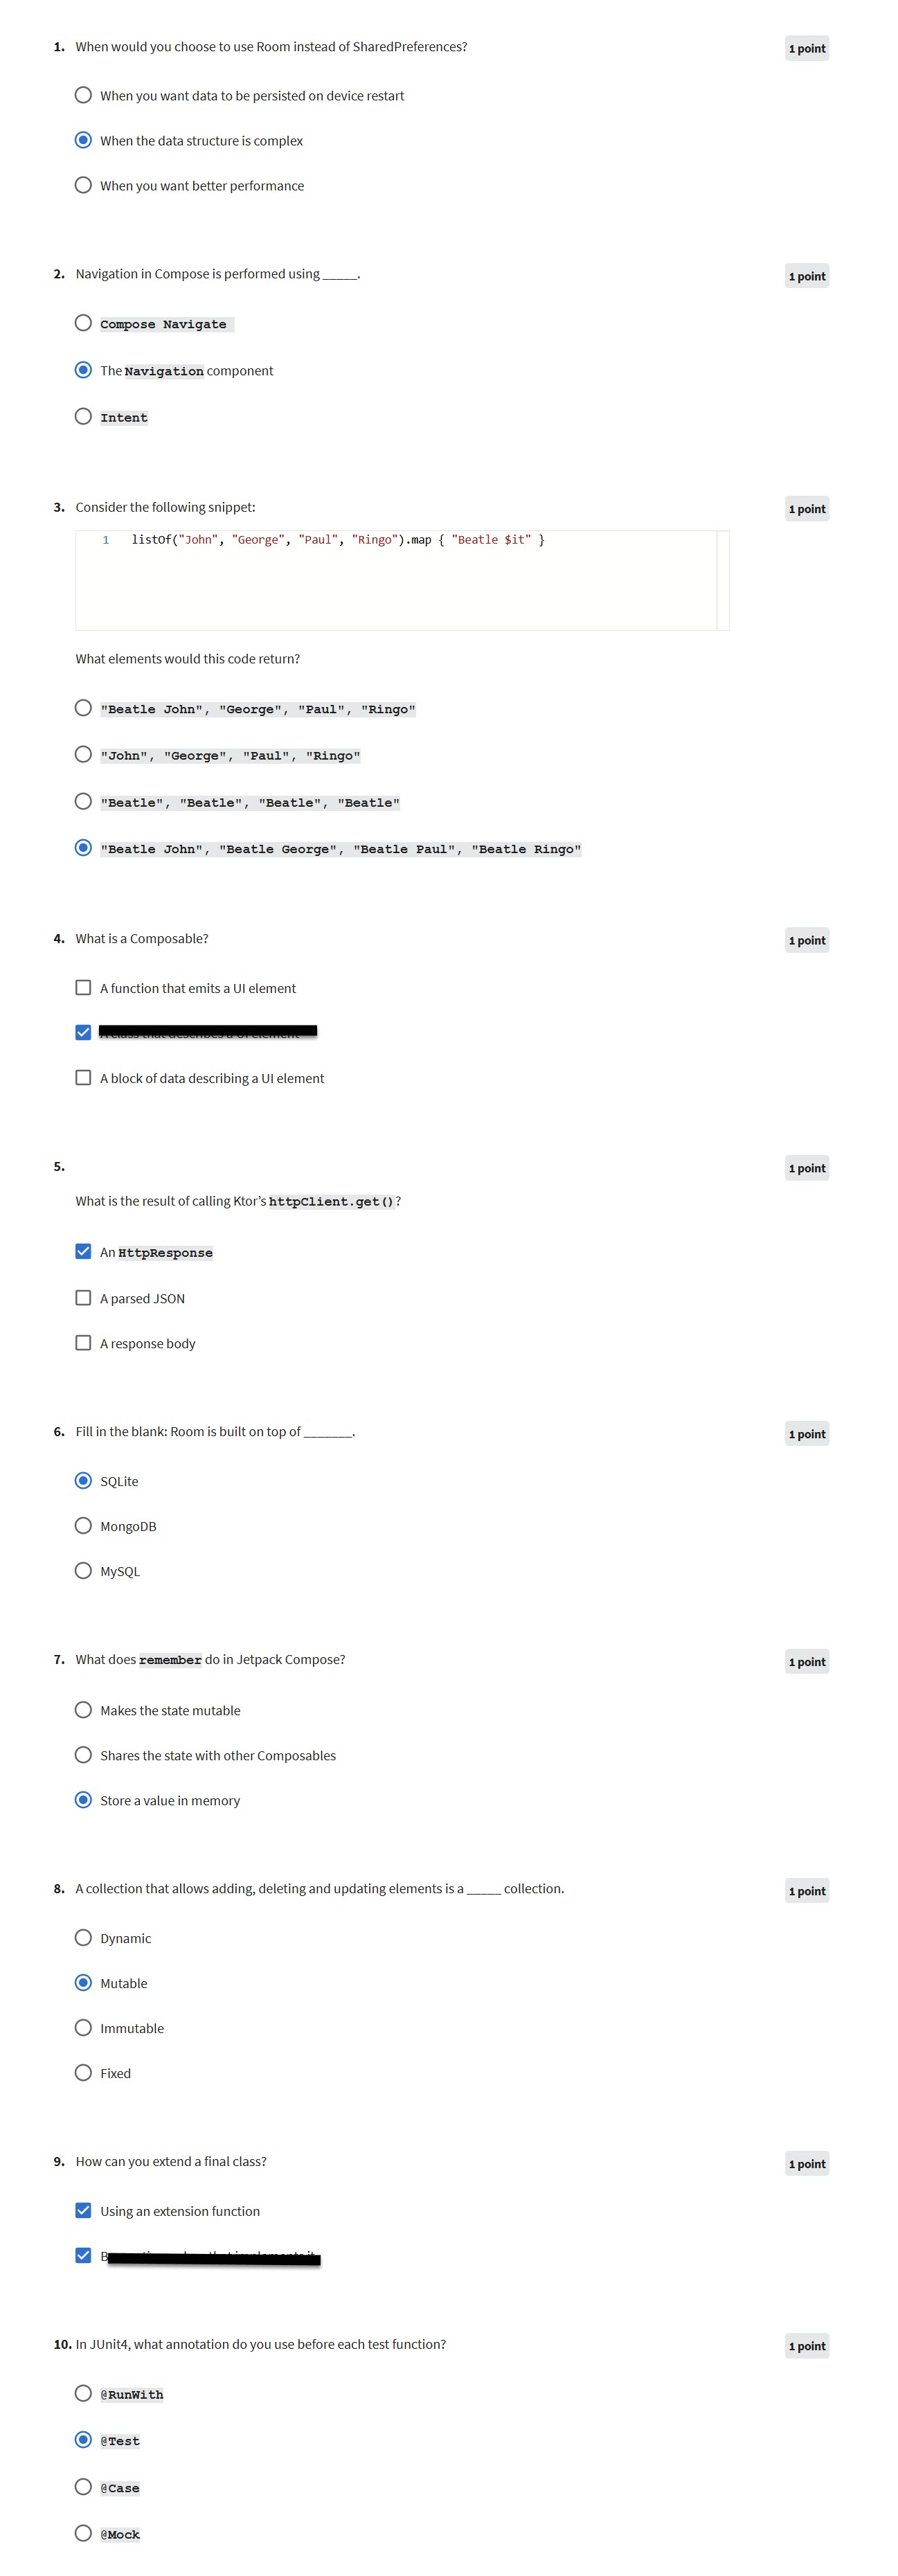 1. When would you choose to use Room instead of SharedPreferences? 1 point
When you want data to be persisted on device restart
When the data structure is complex
When you want better performance
2. Navigation in Compose is performed using _____. 1 point
Compose Navigate
The Navigation component
Intent
3. Consider the following snippet: 1 point
1 listOf("John", "George", "Paul", "Ringo").map { "Beatle $it" }
What elements would this code return?
"Beatle John", "George", "Paul", "Ringo"
"John", "George", "Paul", "Ringo"
"Beatle", "Beatle", "Beatle", "Beatle"
"Beatle John", "Beatle George", "Beatle Paul", "Beatle Ringo"
4. What is a Composable? 1 point
A function that emits a UI element
A block of data describing a UI element
5. 1 point
What is the result of calling Ktor's httpClient.get()?
An HttpResponse
A parsed JSON
A response body
6. Fill in the blank: Room is built on top of _______. 1 point
SQLite
MongoDB
MySQL
7. What does remember do in Jetpack Compose? 1 point
Makes the state mutable
Shares the state with other Composables
Store a value in memory
8. A collection that allows adding, deleting and updating elements is a _____ collection. 1 point
Dynamic
Mutable
Immutable
Fixed
9. How can you extend a final class? 1 point
Using an extension function
10. In JUnit4, what annotation do you use before each test function? 1 point
@RunWith
@Test
@Case
@Mock